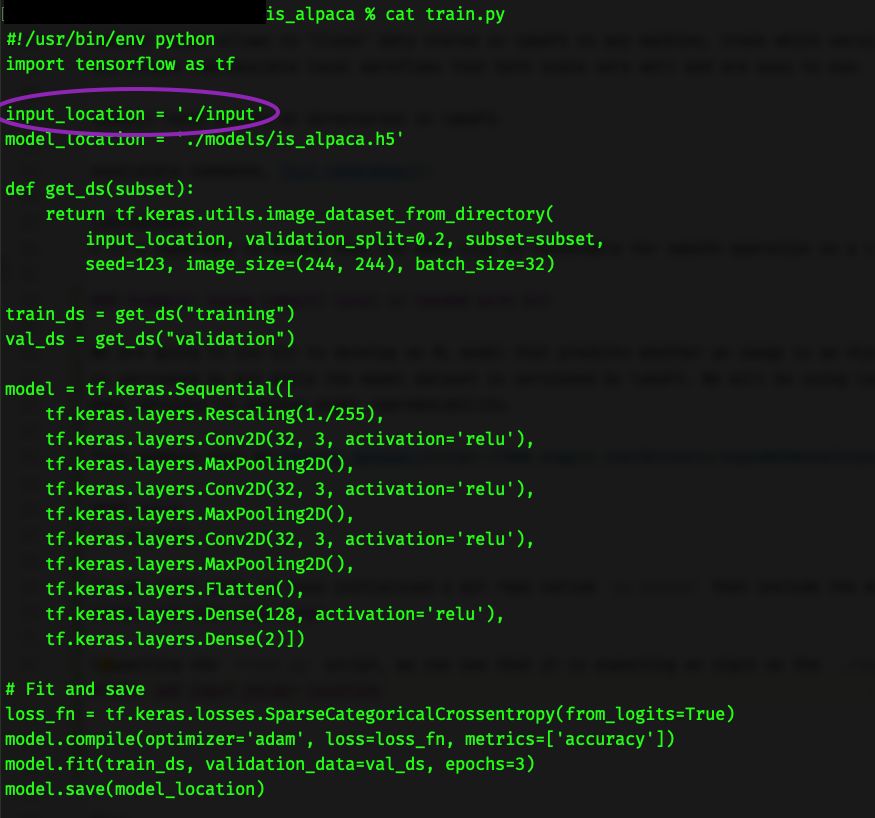 is_alpaca % cat train.py
#!/usr/bin/env python
import tensorflow as tf
input_location = './input'
model_location = './models/is_alpaca.h5'
def get_ds(subset):
    return tf.keras.utils.image_dataset_from_directory(
        input_location, validation_split=0.2, subset=subset,
        seed=123, image_size=(244, 244), batch_size=32)
train_ds = get_ds("training")
val_ds = get_ds("validation")
model = tf.keras.Sequential([
    tf.keras.layers.Rescaling(1./255),
    tf.keras.layers.Conv2D(32, 3, activation='relu'),
    tf.keras.layers.MaxPooling2D(),
    tf.keras.layers.Conv2D(32, 3, activation='relu'),
    tf.keras.layers.MaxPooling2D(),
    tf.keras.layers.Conv2D(32, 3, activation='relu'),
    tf.keras.layers.MaxPooling2D(),
    tf.keras.layers.Flatten(),
    tf.keras.layers.Dense(128, activation='relu'),
    tf.keras.layers.Dense(2)])
# Fit and save
loss_fn = tf.keras.losses.SparseCategoricalCrossentropy(from_logits=True)
model.compile(optimizer='adam', loss=loss_fn, metrics=['accuracy'])
model.fit(train_ds, validation_data=val_ds, epochs=3)
model.save(model_location)